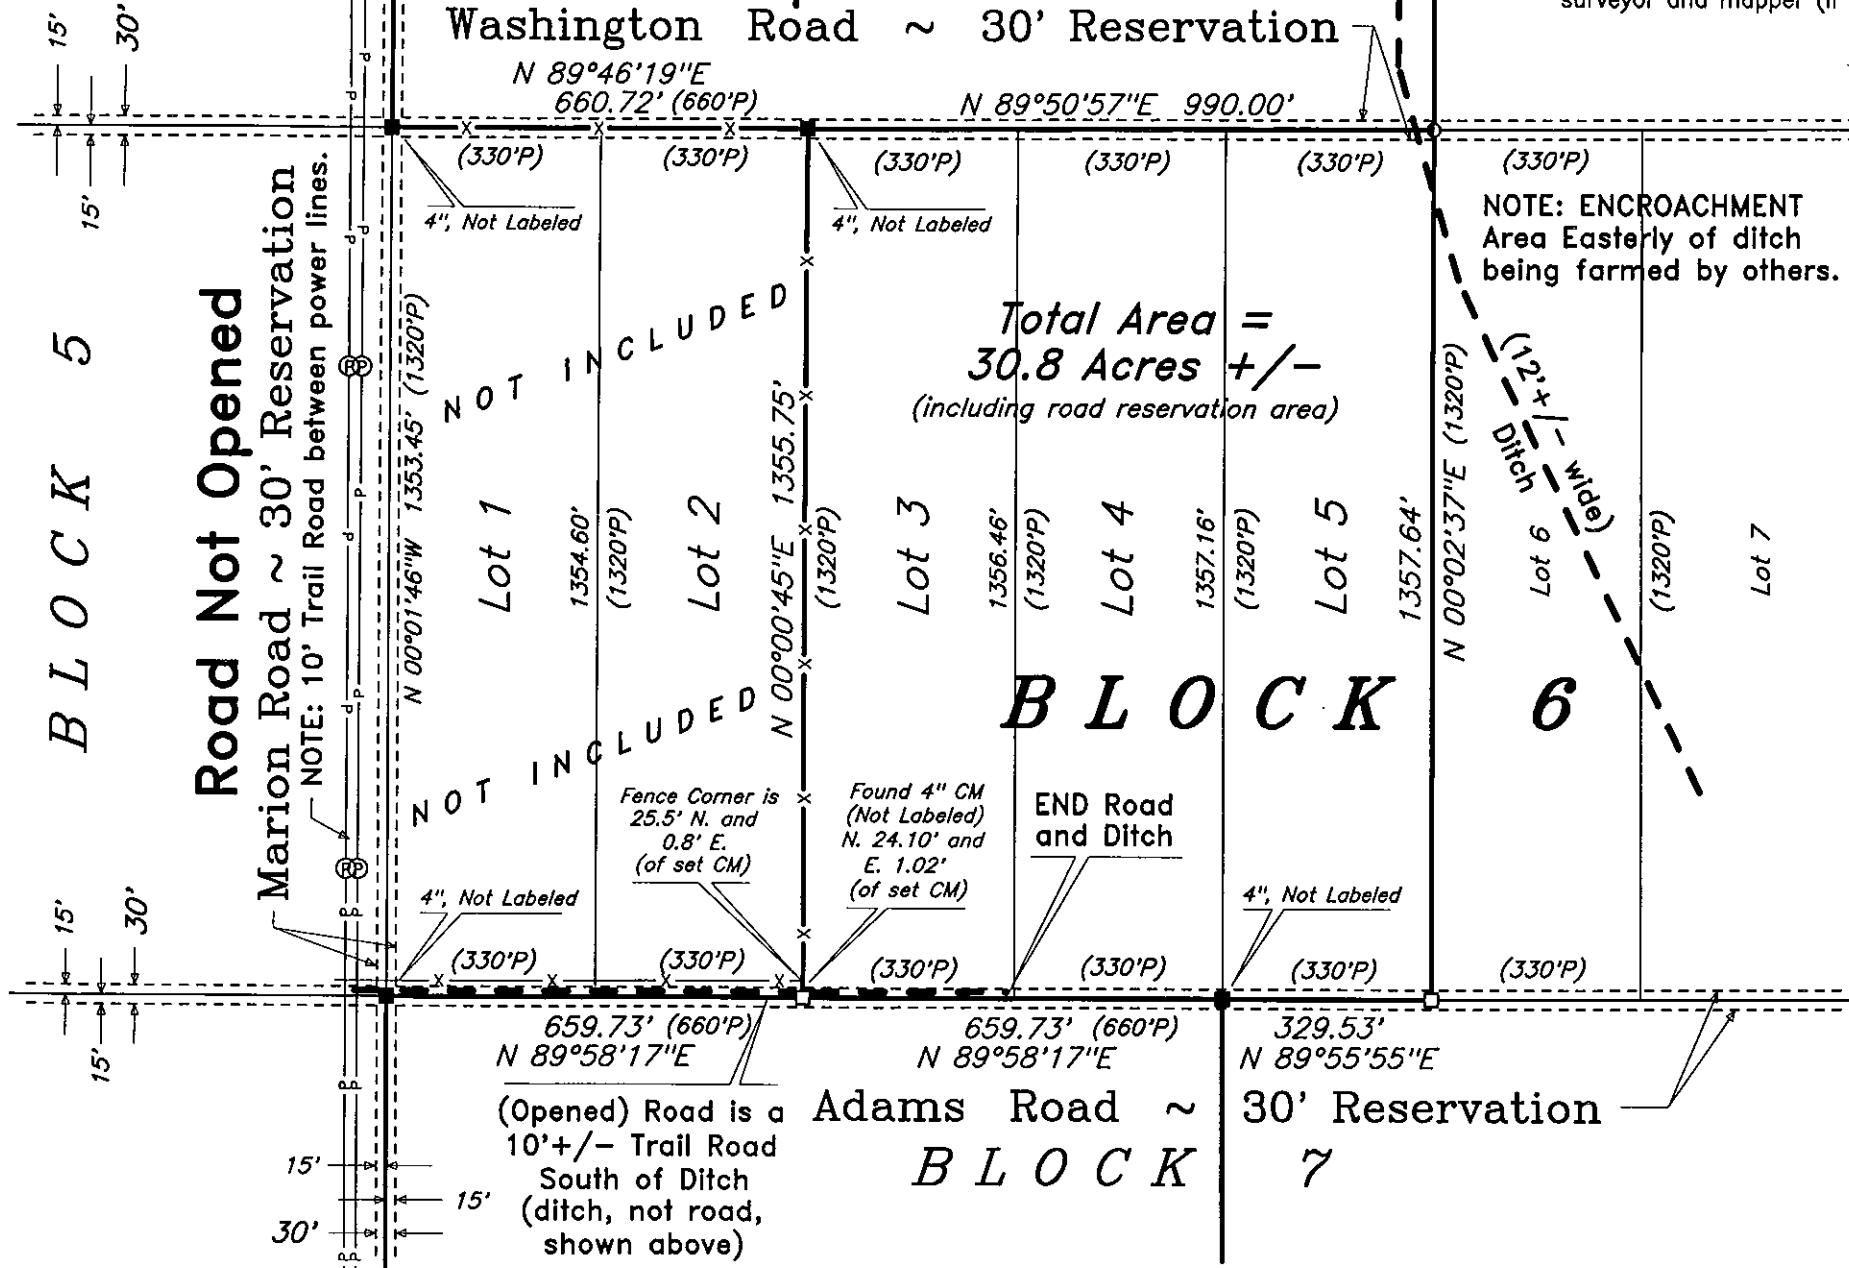 surveyor and mapper (if
Washington Road ~ 30' Reservation
N 89°46'19"E
660.72' (660'P)
N 89°50'57"E 990.00'
15'
30'
15'
(330'P)
(330'P)
(330'P)
(330'P)
(330'P)
(330'P)
4", Not Labeled
4", Not Labeled
NOTE: ENCROACHMENT
Area Easterly of ditch
being farmed by others.
BLOCK 5
Road Not Opened
Marion Road ~ 30' Reservation
NOTE: 10' Trail Road between power lines.
N 00°01'46"W 1353.45' (1320'P)
NOT INCLUDED
Total Area =
30.8 Acres +/-
(including road reservation area)
Lot 1
1354.60'
(1320'P)
Lot 2
N 00°00'45"E 1355.75'
(1320'P)
Lot 3
1356.46'
(1320'P)
Lot 4
1357.16'
(1320'P)
Lot 5
1357.64'
N 00°02'37"E (1320'P)
(12'+/- wide)
Ditch
Lot 6
(1320'P)
Lot 7
NOT INCLUDED
BLOCK 6
P
P
P
P
P
P
P
P
P
P
P
P
X
X
X
X
X
X
X
X
X
X
X
X
X
Fence Corner is
25.5' N. and
0.8' E.
(of set CM)
Found 4" CM
(Not Labeled)
N. 24.10' and
E. 1.02'
(of set CM)
END Road
and Ditch
4", Not Labeled
4", Not Labeled
15'
30'
15'
(330'P)
(330'P)
(330'P)
(330'P)
(330'P)
(330'P)
659.73' (660'P)
N 89°58'17"E
659.73' (660'P)
N 89°58'17"E
329.53'
N 89°55'55"E
(Opened) Road is a
10'+/- Trail Road
South of Ditch
(ditch, not road,
shown above)
Adams Road ~ 30' Reservation
BLOCK 7
15'
15'
30'